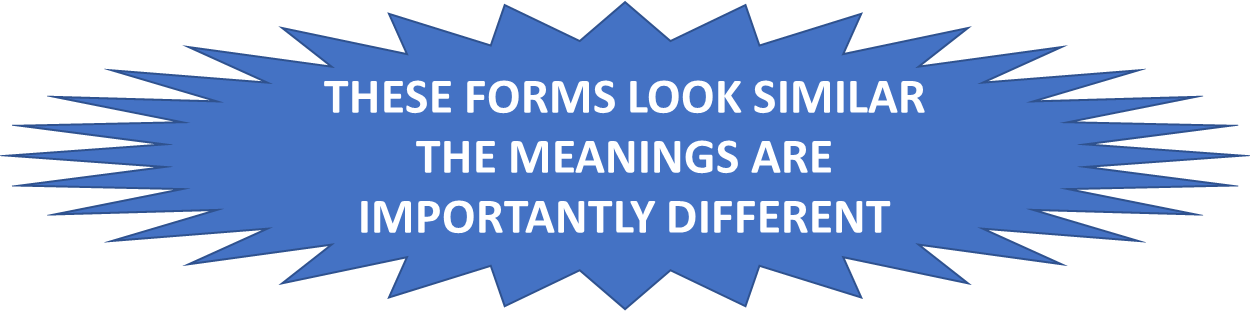 THESE FORMS LOOK SIMILAR
THE MEANINGS ARE
IMPORTANTLY DIFFERENT